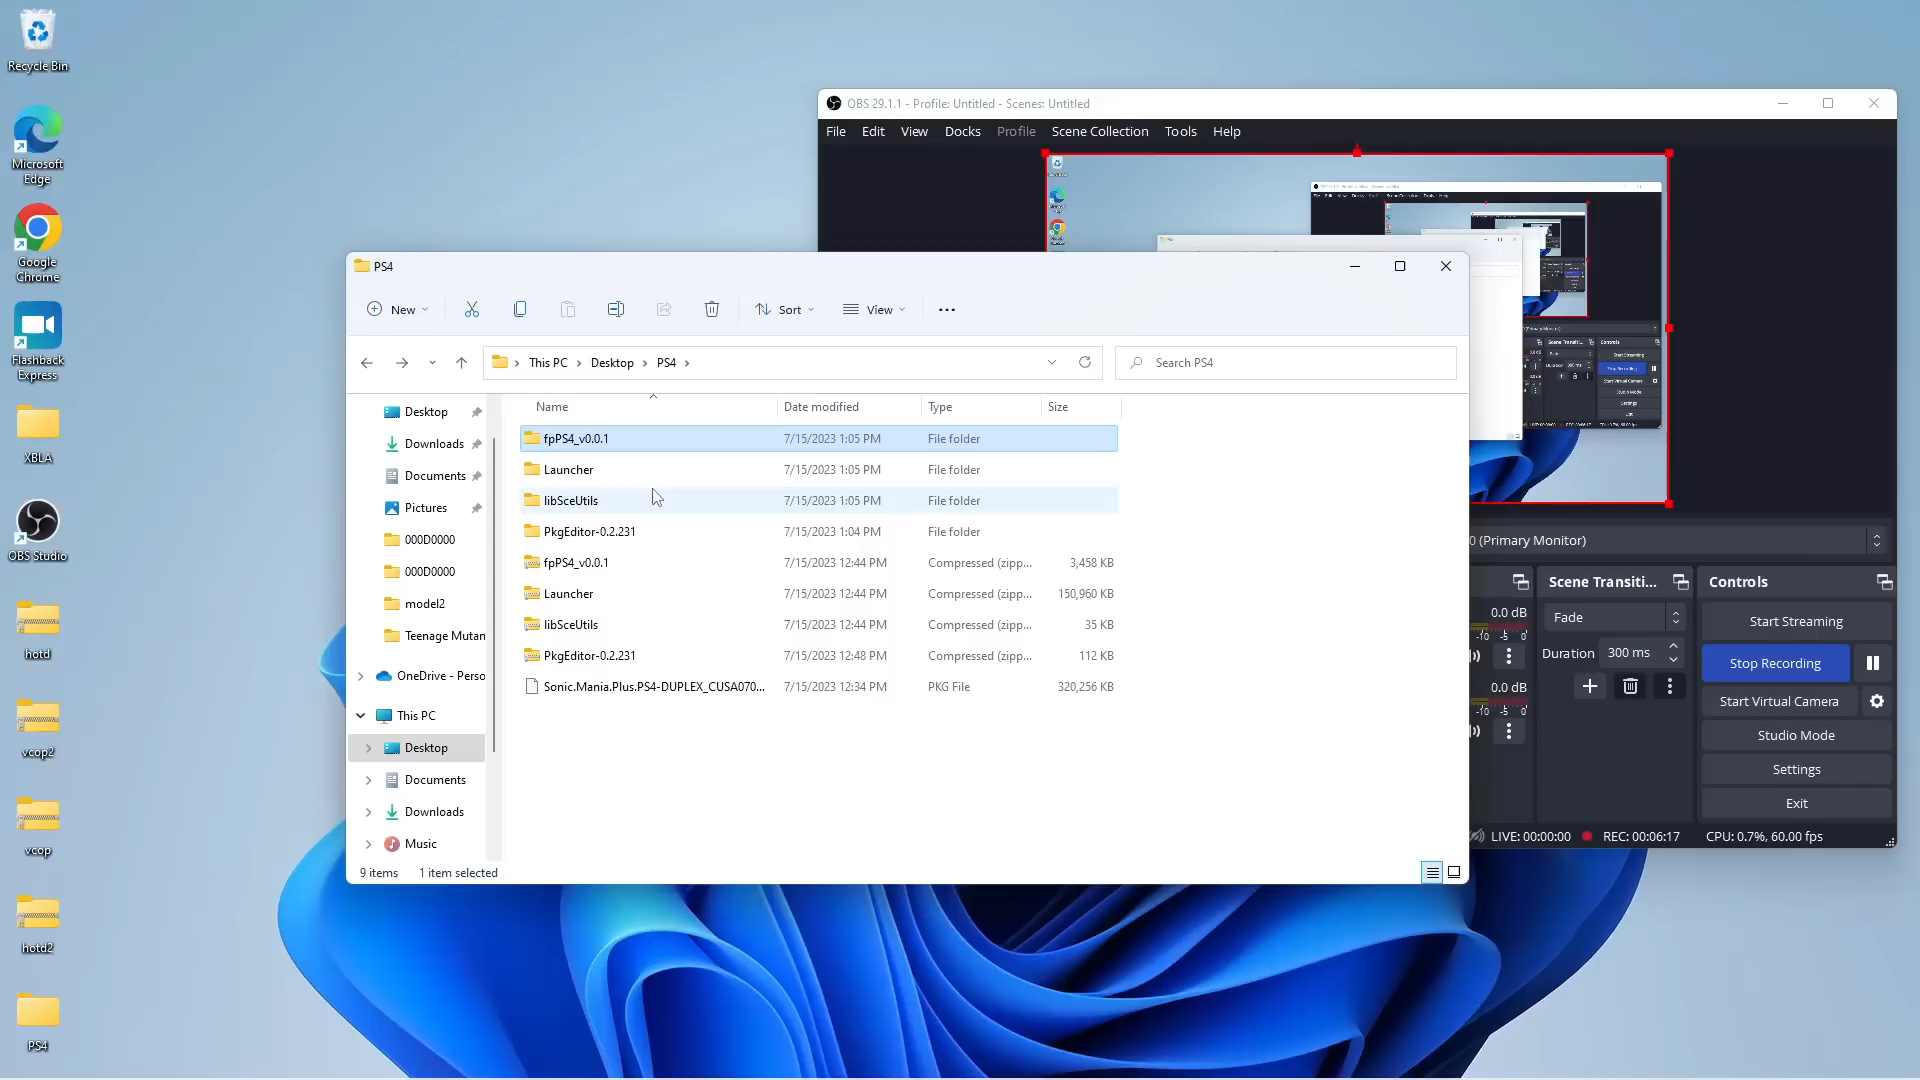 Recycle Bin
Microsoft
Edge
Google
Chrome
Flashback
Express
XBLA
OBS Studio
hotd
vcop2
vcop
hotd2
PS4
OBS 29.1.1 - Profile: Untitled - Scenes: Untitled
File Edit View Docks Profile Scene Collection Tools Help
PS4
New Sort View
This PC Desktop PS4
Search PS4
Desktop
Downloads
Documents
Pictures
000D0000
000D0000
model2
Teenage Mutan
OneDrive - Perso
This PC
Desktop
Documents
Downloads
Music
Name Date modified Type Size
fpPS4_v0.0.1 7/15/2023 1:05 PM File folder
Launcher 7/15/2023 1:05 PM File folder
libSceUtils 7/15/2023 1:05 PM File folder
PkgEditor-0.2.231 7/15/2023 1:04 PM File folder
fpPS4_v0.0.1 7/15/2023 12:44 PM Compressed (zipp... 3,458 KB
Launcher 7/15/2023 12:44 PM Compressed (zipp... 150,960 KB
libSceUtils 7/15/2023 12:44 PM Compressed (zipp... 35 KB
PkgEditor-0.2.231 7/15/2023 12:48 PM Compressed (zipp... 112 KB
Sonic.Mania.Plus.PS4-DUPLEX_CUSA070... 7/15/2023 12:34 PM PKG File 320,256 KB
9 items 1 item selected
0 (Primary Monitor)
0.0 dB
-10 -5 0
0.0 dB
-10 -5 0
Scene Transiti...
Fade
Duration 300 ms
Controls
Start Streaming
Stop Recording
Start Virtual Camera
Studio Mode
Settings
Exit
LIVE: 00:00:00 REC: 00:06:17 CPU: 0.7%, 60.00 fps